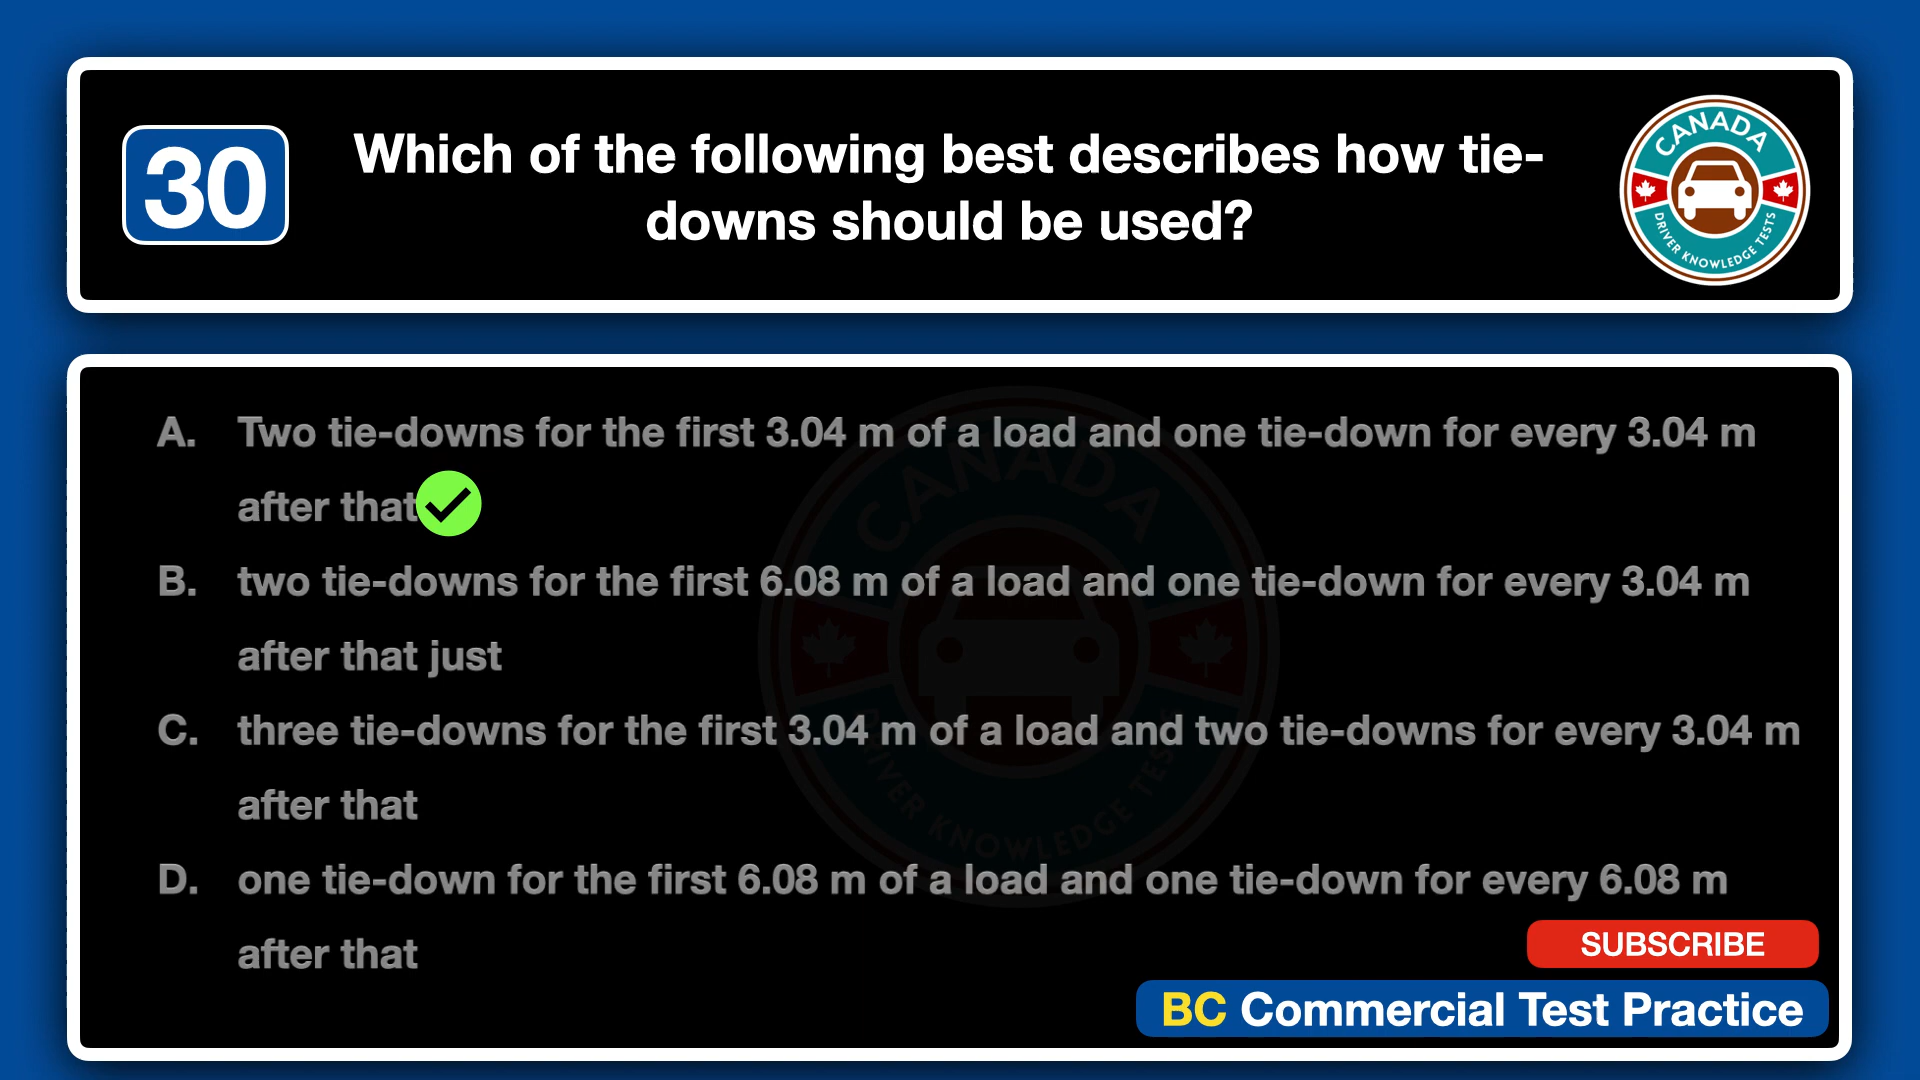 30
Which of the following best describes how tie-
downs should be used?
CANADA
DRIVER KNOWLEDGE TESTS
A. Two tie-downs for the first 3.04 m of a load and one tie-down for every 3.04 m
after that
B. two tie-downs for the first 6.08 m of a load and one tie-down for every 3.04 m
after that just
C. three tie-downs for the first 3.04 m of a load and two tie-downs for every 3.04 m
after that
D. one tie-down for the first 6.08 m of a load and one tie-down for every 6.08 m
after that
CANADA
DRIVER KNOWLEDGE TESTS
SUBSCRIBE
BC Commercial Test Practice